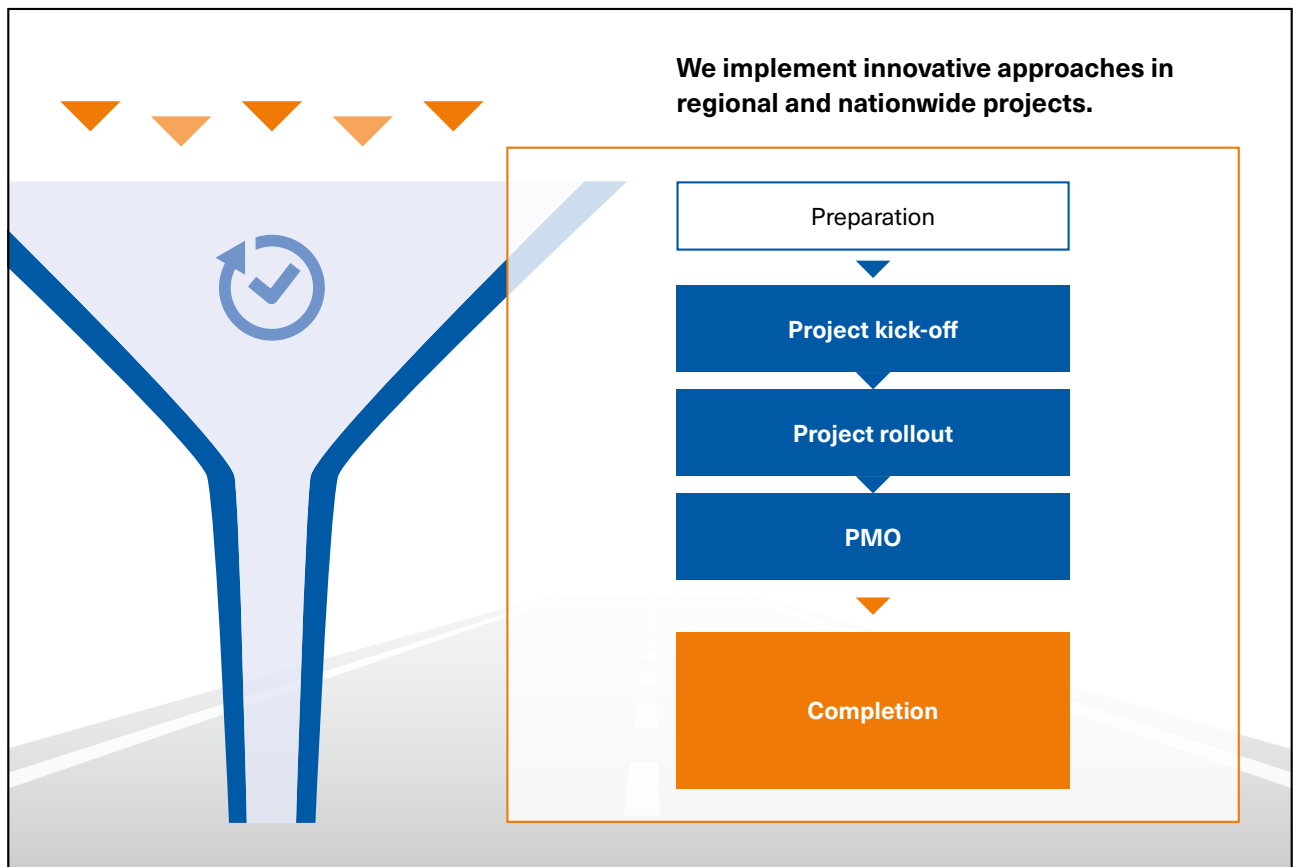 We implement innovative approaches in
regional and nationwide projects.
Preparation
Project kick-off
Project rollout
PMO
Completion